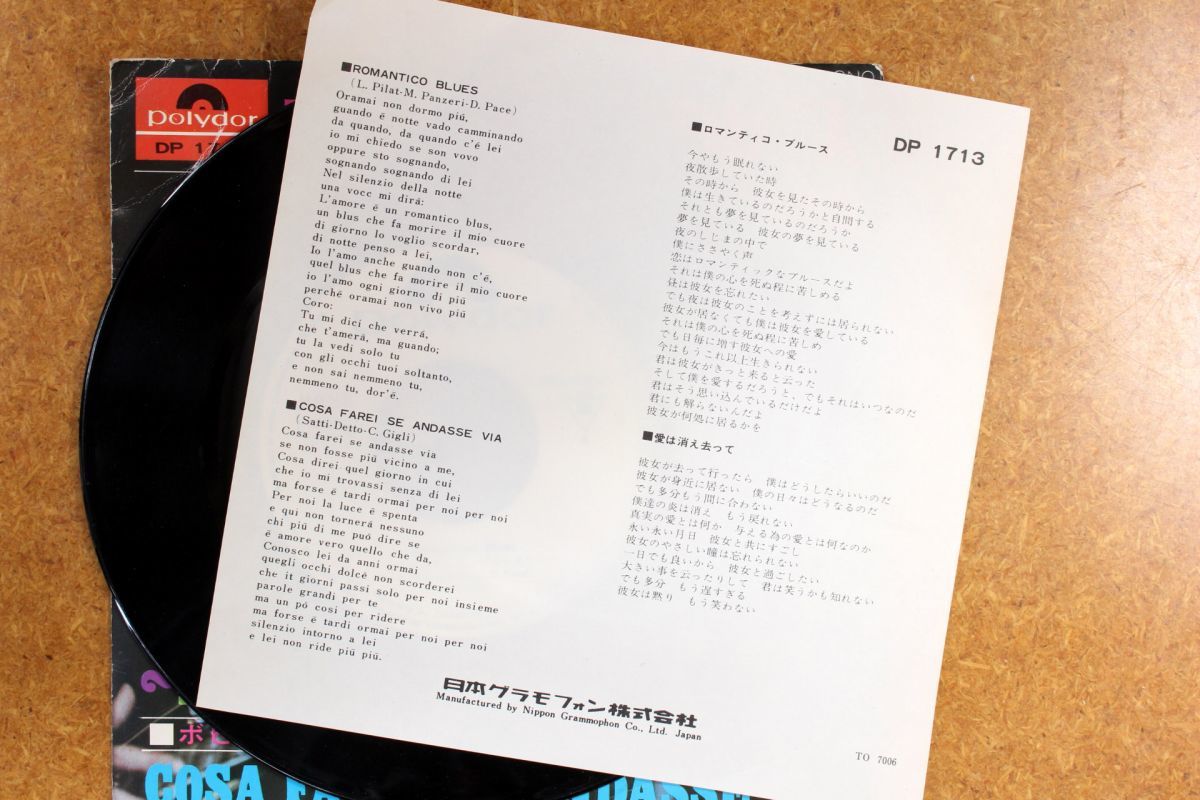 polydor
DP 17
■ROMANTICO BLUES
(L. Pilat-M. Panzeri-D. Pace)
Oramai non dormo piú,
guando é notte vado camminando
da quando, da quando c'é lei
io mi chiedo se son vovo
oppure sto sognando,
sognando sognando di lei
Nel silenzio della notte
una vocc mi dirá:
L'amore é un romantico blus,
un blus che fa morire il mio cuore
di giorno lo voglio scordar,
di notte penso a lei,
Io l'amo anche guando non c'é,
quel blus che fa morire il mio cuore
io l'amo ogni giorno di piú
perché oramai non vivo piú
Coro:
Tu mi dici che verrá,
che t'amerá, ma guando;
tu la vedi solo tu
con gli occhi tuoi soltanto,
e non sai nemmeno tu,
nemmeno tu, dor'é.
■COSA FAREI SE ANDASSE VIA
(Satti-Detto-C. Gigli)
Cosa farei se andasse via
se non fosse piú vicino a me,
Cosa direi quel giorno in cui
che io mi trovassi senza di lei
ma forse é tardi ormai per noi per noi
Per noi la luce é spenta
e qui non tornerá nessuno
chi piú di me puó dire se
é amore vero quello che da,
Conosco lei da anni ormai
quegli occhi dolcé non scorderei
che it giorni passi solo per noi insieme
parole grandi per te
ma un pó cosi per ridere
ma forse é tardi ormai per noi per noi
silenzio intorno a lei
e lei non ride piú piú.
DP 1713
■ロマンティコ・ブルース
今やもう眠れない
夜散歩していた時
その時から 彼女を見たその時から
僕は生きているのだろうかと自問する
それとも夢を見ているのだろうか
夢を見ている 彼女の夢を見ている
夜のしじまの中で
僕にささやく声
恋はロマンティックなブルースだよ
それは僕の心を死ぬ程に苦しめる
昼は彼女を忘れたい
でも夜は彼女のことを考えずには居られない
彼女が居なくても僕は彼女を愛している
それは僕の心を死ぬ程に苦しめ
でも日毎に増す彼女への愛
今はもうこれ以上生きられない
君は彼女がきっと来ると云った
そして僕を愛するだろうと、でもそれはいつなのだ
君はそう思い込んでいるだけだよ
君にも解らないんだよ
彼女が何処に居るかを
■愛は消え去って
彼女が去って行ったら 僕はどうしたらいいのだ
彼女が身近に居ない 僕の日々はどうなるのだ
でも多分もう間に合わない
僕達の炎は消え もう戻れない
真実の愛とは何か 与える為の愛とは何なのか
永い永い月日 彼女と共にすごし
彼女のやさしい瞳は忘れられない
一日でも良いから 彼女と過ごしたい
大きい事を云ったりして 君は笑うかも知れない
でも多分 もう遅すぎる
彼女は黙り もう笑わない
日本グラモフォン株式会社
Manufactured by Nippon Grammophon Co., Ltd. Japan
TO 7006
■ボ
COSA FA